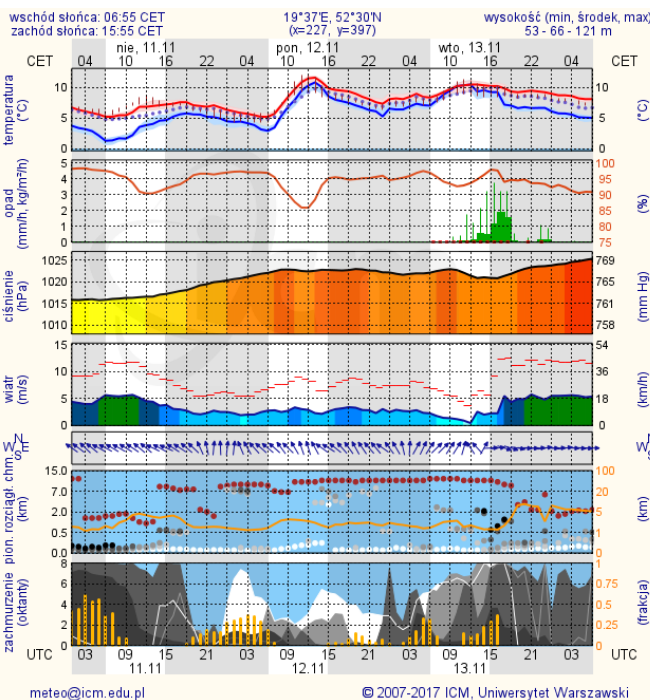 wschód słońca: 06:55 CET 19°37'E, 52°30'N wysokość (min, środek, max)
zachód słońca: 15:55 CET (x=227, y=397) 53 - 66 - 121 m
nie, 11.11 pon, 12.11 wto, 13.11
CET 04 10 16 22 04 10 16 22 04 10 16 22 04 CET
temperatura
(°C)
10
5
0
10
5
0
(°C)
opad
(mm/h, kg/m²/h)
5
4
3
2
1
0
100
95
90
85
80
75
(%)
ciśnienie
(hPa)
1025
1020
1015
1010
769
765
761
758
(mm Hg)
wiatr
(m/s)
15
10
5
0
54
36
18
0
(km/h)
N
W E
S
N
W
S
pion. rozciągł. chm.
(km)
15.0
7.0
2.0
0.5
0.0
100
20
5
1
0
(km)
zachmurzenie
(oktanty)
8
6
4
2
0
1
0.75
0.5
0.25
0
(frakcja)
UTC 03 09 15 21 03 09 15 21 03 09 15 21 03 UTC
11.11 12.11 13.11
meteo@icm.edu.pl © 2007-2017 ICM, Uniwersytet Warszawski